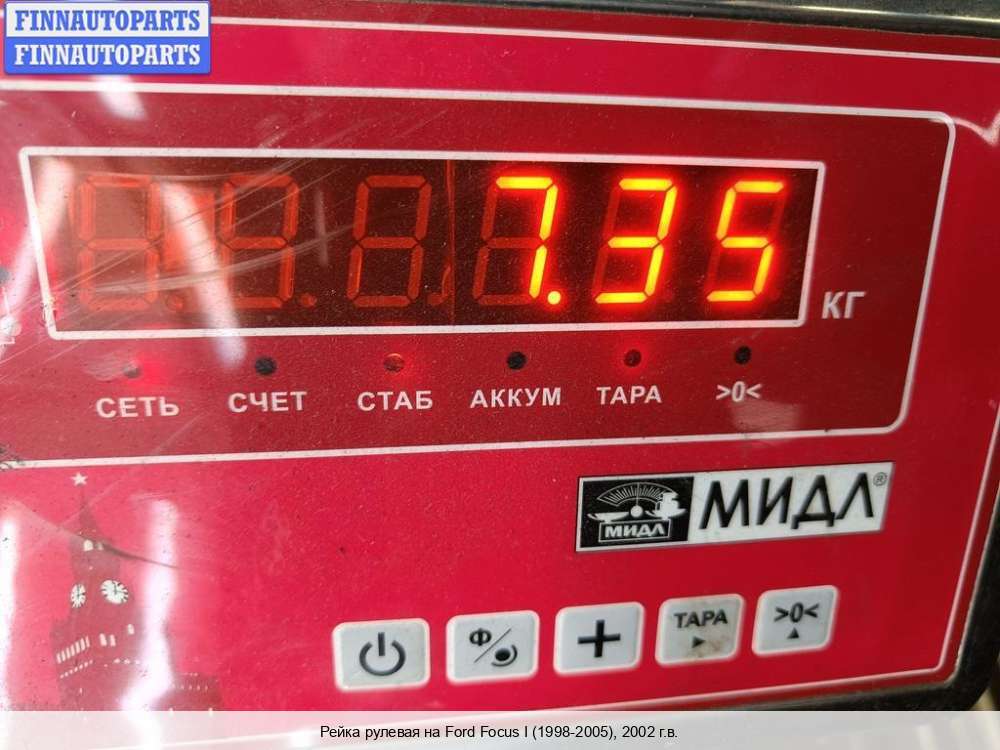 FINNAUTOPARTS
FINNAUTOPARTS
7.35
КГ
СЕТЬ СЧЕТ СТАБ АККУМ ТАРА >0<
МИДЛ МИДЛ®
Ф ТАРА >0<
Рейка рулевая на Ford Focus I (1998-2005), 2002 г.в.